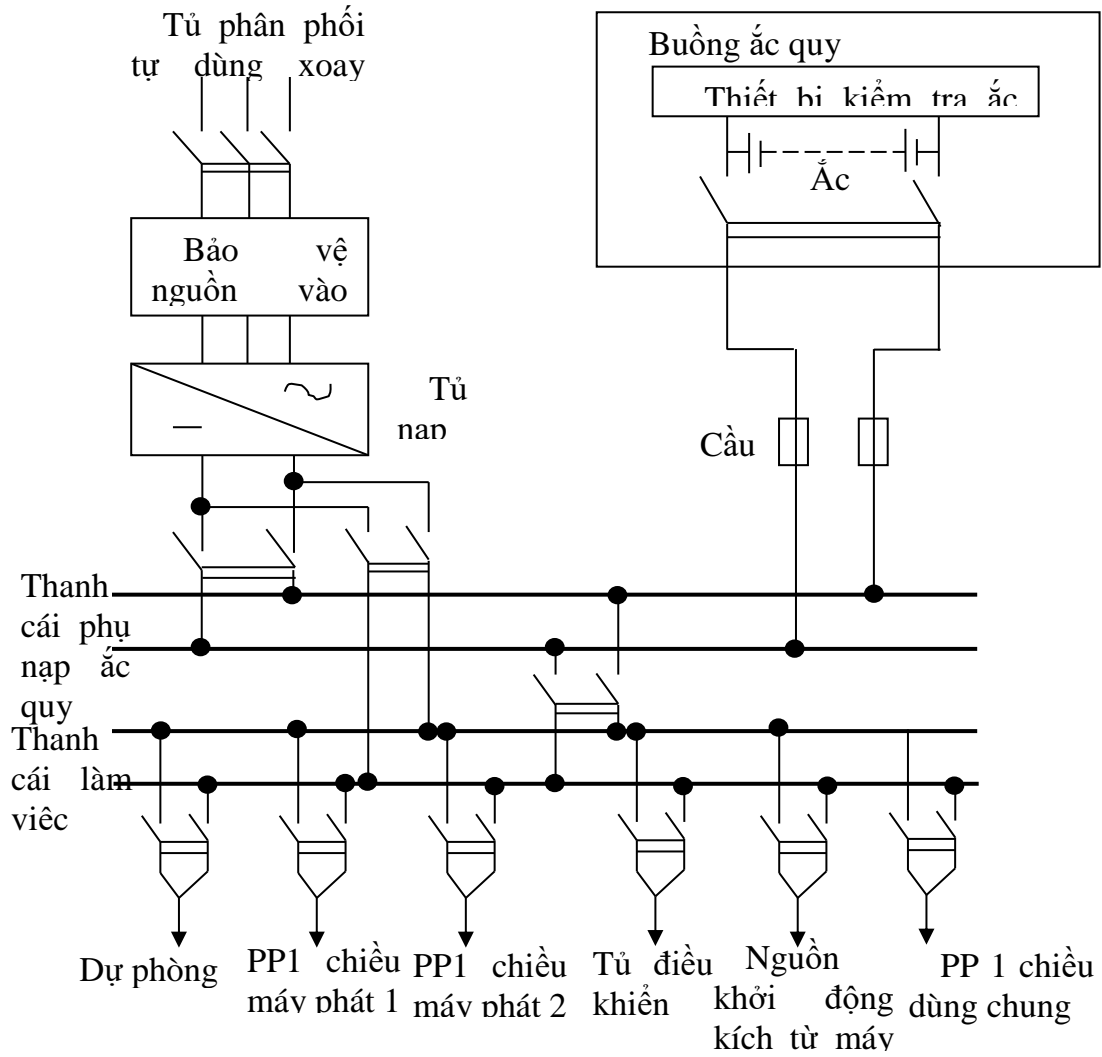 Tủ phân phối
tự dùng xoay
Buồng ắc quy
Thiết bị kiểm tra ắc
Ắc
Bảo vệ
nguồn vào
Tủ
nạp
Cầu
Thanh
cái phụ
nạp ắc
quy
Thanh
cái làm
việc
Dự phòng
PP1 chiều
máy phát 1
PP1 chiều
máy phát 2
Tủ điều
khiển
Nguồn
khởi động
kích từ máy
PP 1 chiều
dùng chung